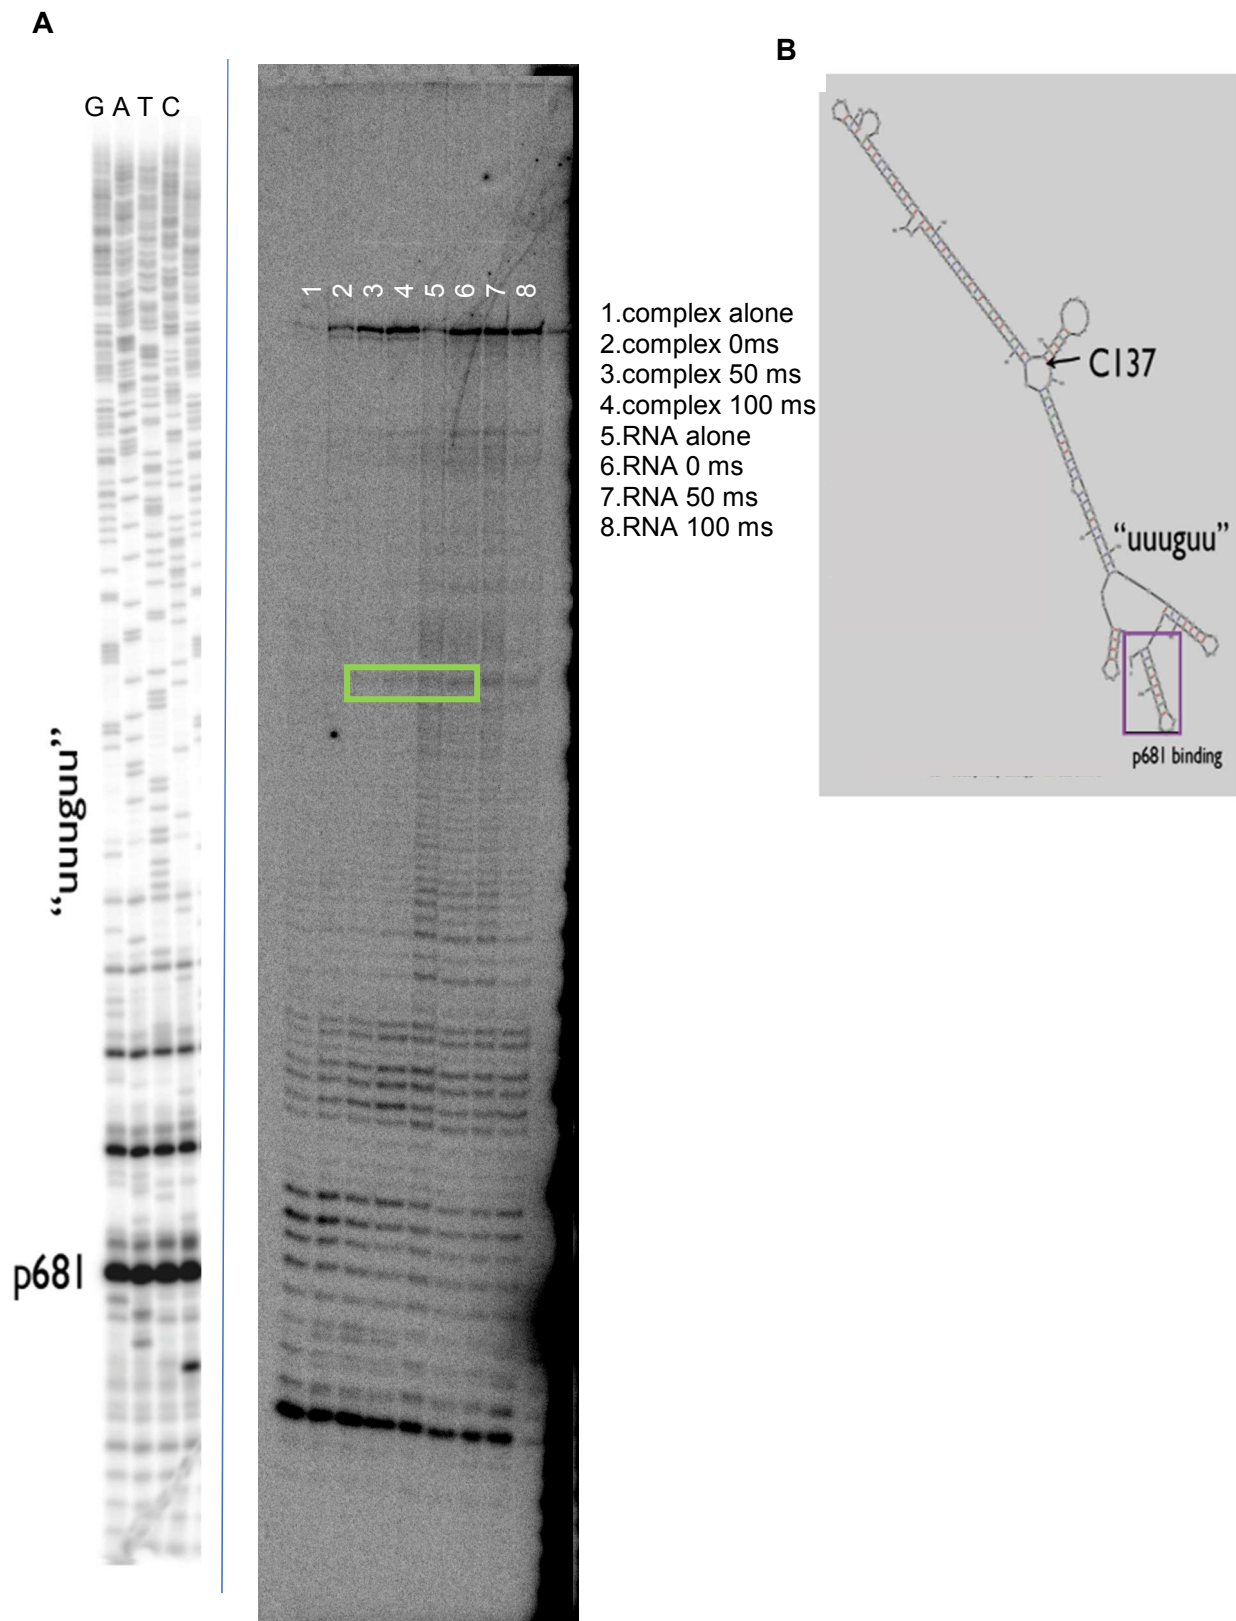 A
G A T C
“uuuguu”
p681
1 2 3 4 5 6 7 8
1.complex alone
2.complex 0ms
3.complex 50 ms
4.complex 100 ms
5.RNA alone
6.RNA 0 ms
7.RNA 50 ms
8.RNA 100 ms
B
C137
“uuuguu”
p681 binding